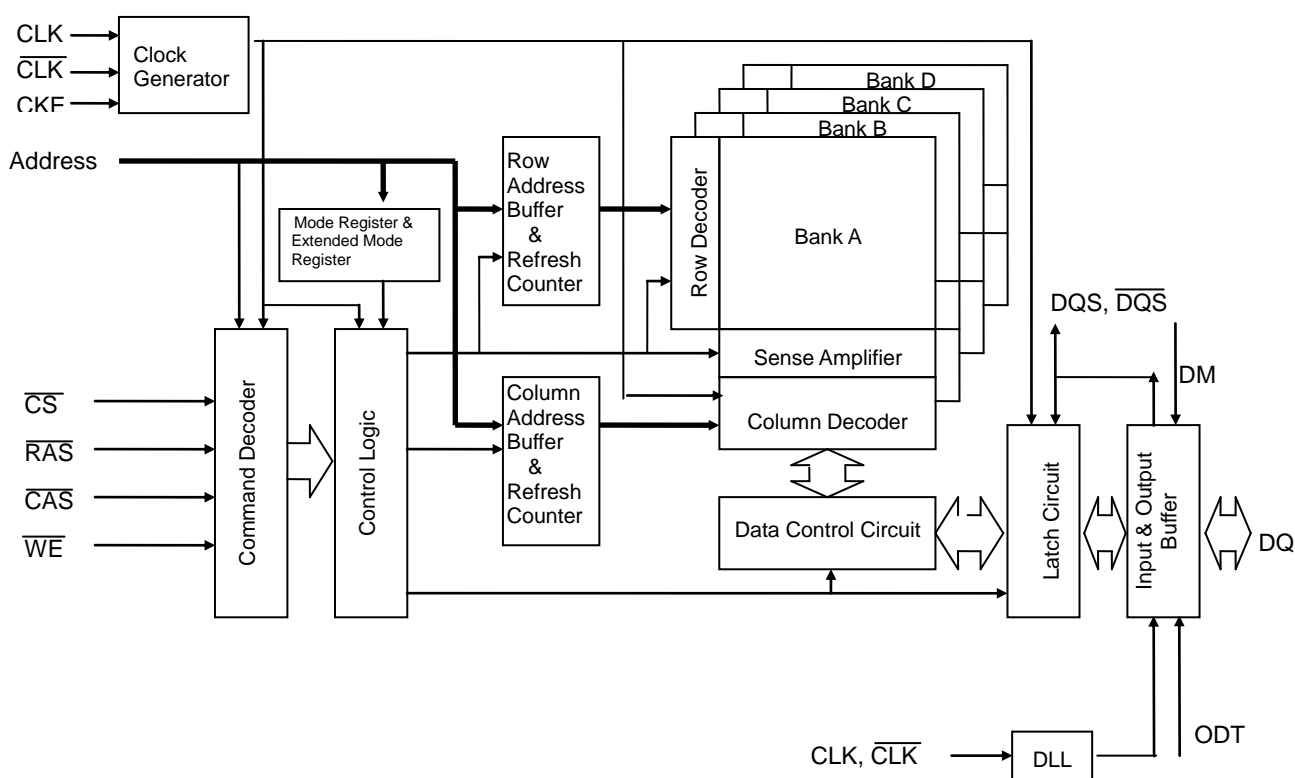 CLK
CLK
CKE
Clock
Generator
Address
Mode Register &
Extended Mode
Register
Row
Address
Buffer
&
Refresh
Counter
Row Decoder
Bank D
Bank C
Bank B
Bank A
Sense Amplifier
Column Decoder
Column
Address
Buffer
&
Refresh
Counter
CS
RAS
CAS
WE
Command Decoder
Control Logic
Data Control Circuit
Latch Circuit
Input & Output
Buffer
DQS, DQS
DM
DQ
CLK, CLK
DLL
ODT